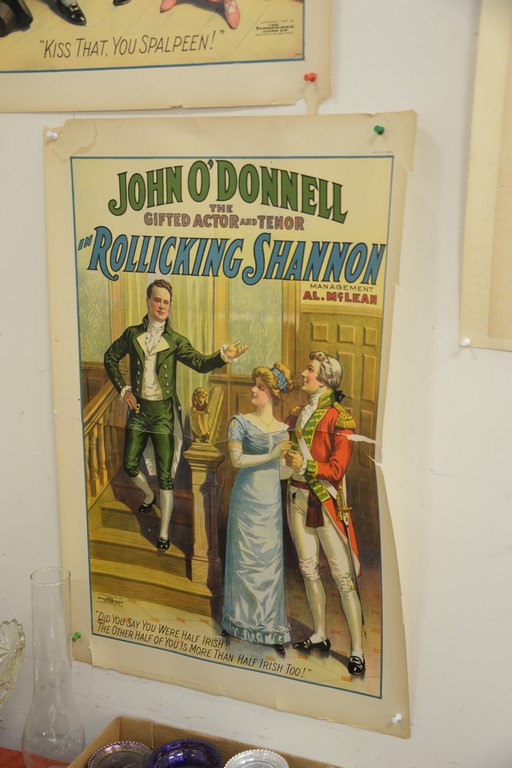 "KISS THAT, YOU SPALPEEN!"
JOHN O'DONNELL
THE
GIFTED ACTOR AND TENOR
IN ROLLICKING SHANNON
MANAGEMENT
AL. McLEAN
"DID YOU SAY YOU WERE HALF IRISH?
THE OTHER HALF OF YOU IS MORE THAN HALF IRISH TOO!"